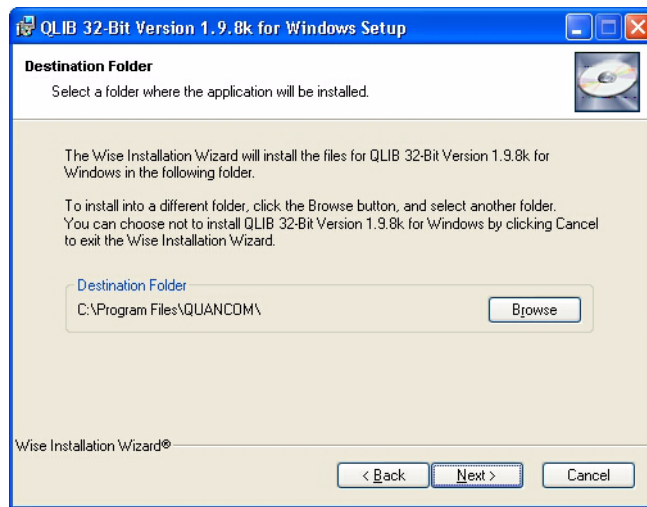 QLIB 32-Bit Version 1.9.8k for Windows Setup
Destination Folder
Select a folder where the application will be installed.
The Wise Installation Wizard will install the files for QLIB 32-Bit Version 1.9.8k for
Windows in the following folder.
To install into a different folder, click the Browse button, and select another folder.
You can choose not to install QLIB 32-Bit Version 1.9.8k for Windows by clicking Cancel
to exit the Wise Installation Wizard.
Destination Folder
C:\Program Files\QUANCOM\
Browse
Wise Installation Wizard®
< Back
Next >
Cancel